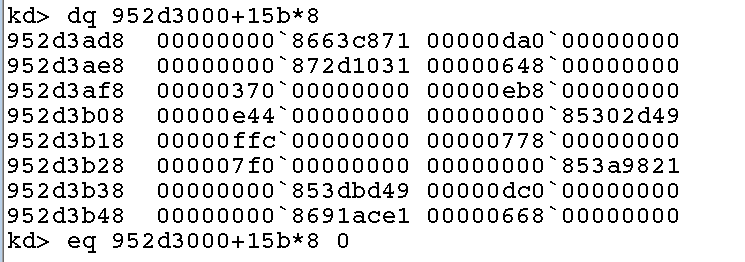 kd> dq 952d3000+15b*8
952d3ad8  00000000`8663c871 00000da0`00000000
952d3ae8  00000000`872d1031 00000648`00000000
952d3af8  00000370`00000000 00000eb8`00000000
952d3b08  00000e44`00000000 00000000`85302d49
952d3b18  00000ffc`00000000 00000778`00000000
952d3b28  000007f0`00000000 00000000`853a9821
952d3b38  00000000`853dbd49 00000dc0`00000000
952d3b48  00000000`8691ace1 00000668`00000000
kd> eq 952d3000+15b*8 0